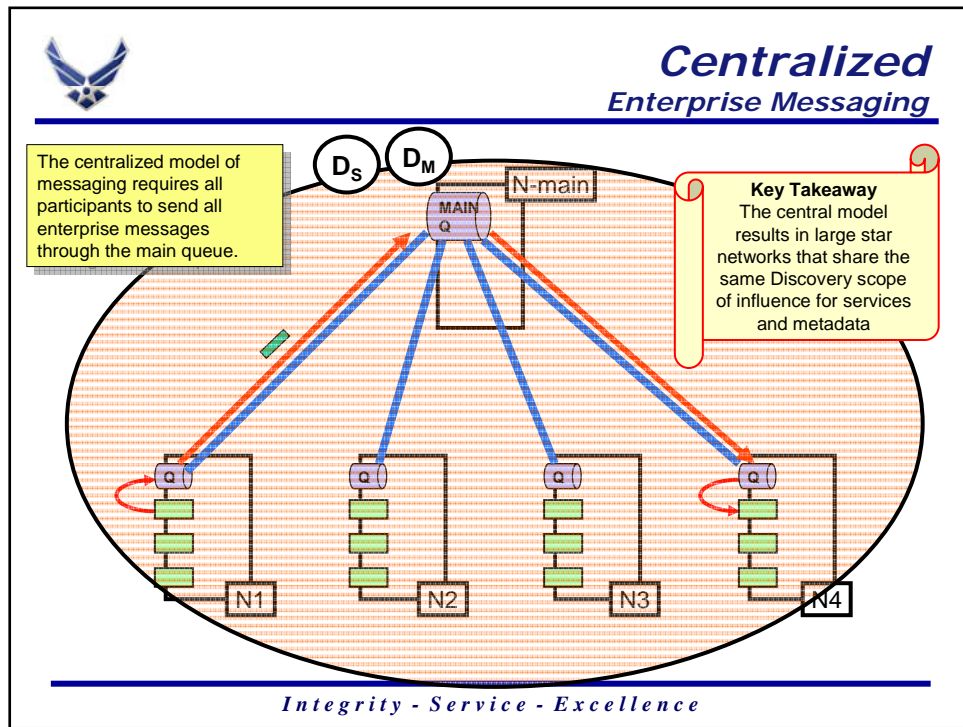 Centralized
Enterprise Messaging
The centralized model of
messaging requires all
participants to send all
enterprise messages
through the main queue.
DS
DM
N-main
MAIN
Q
Key Takeaway
The central model
results in large star
networks that share the
same Discovery scope
of influence for services
and metadata
Q
Q
Q
Q
N1
N2
N3
N4
Integrity - Service - Excellence